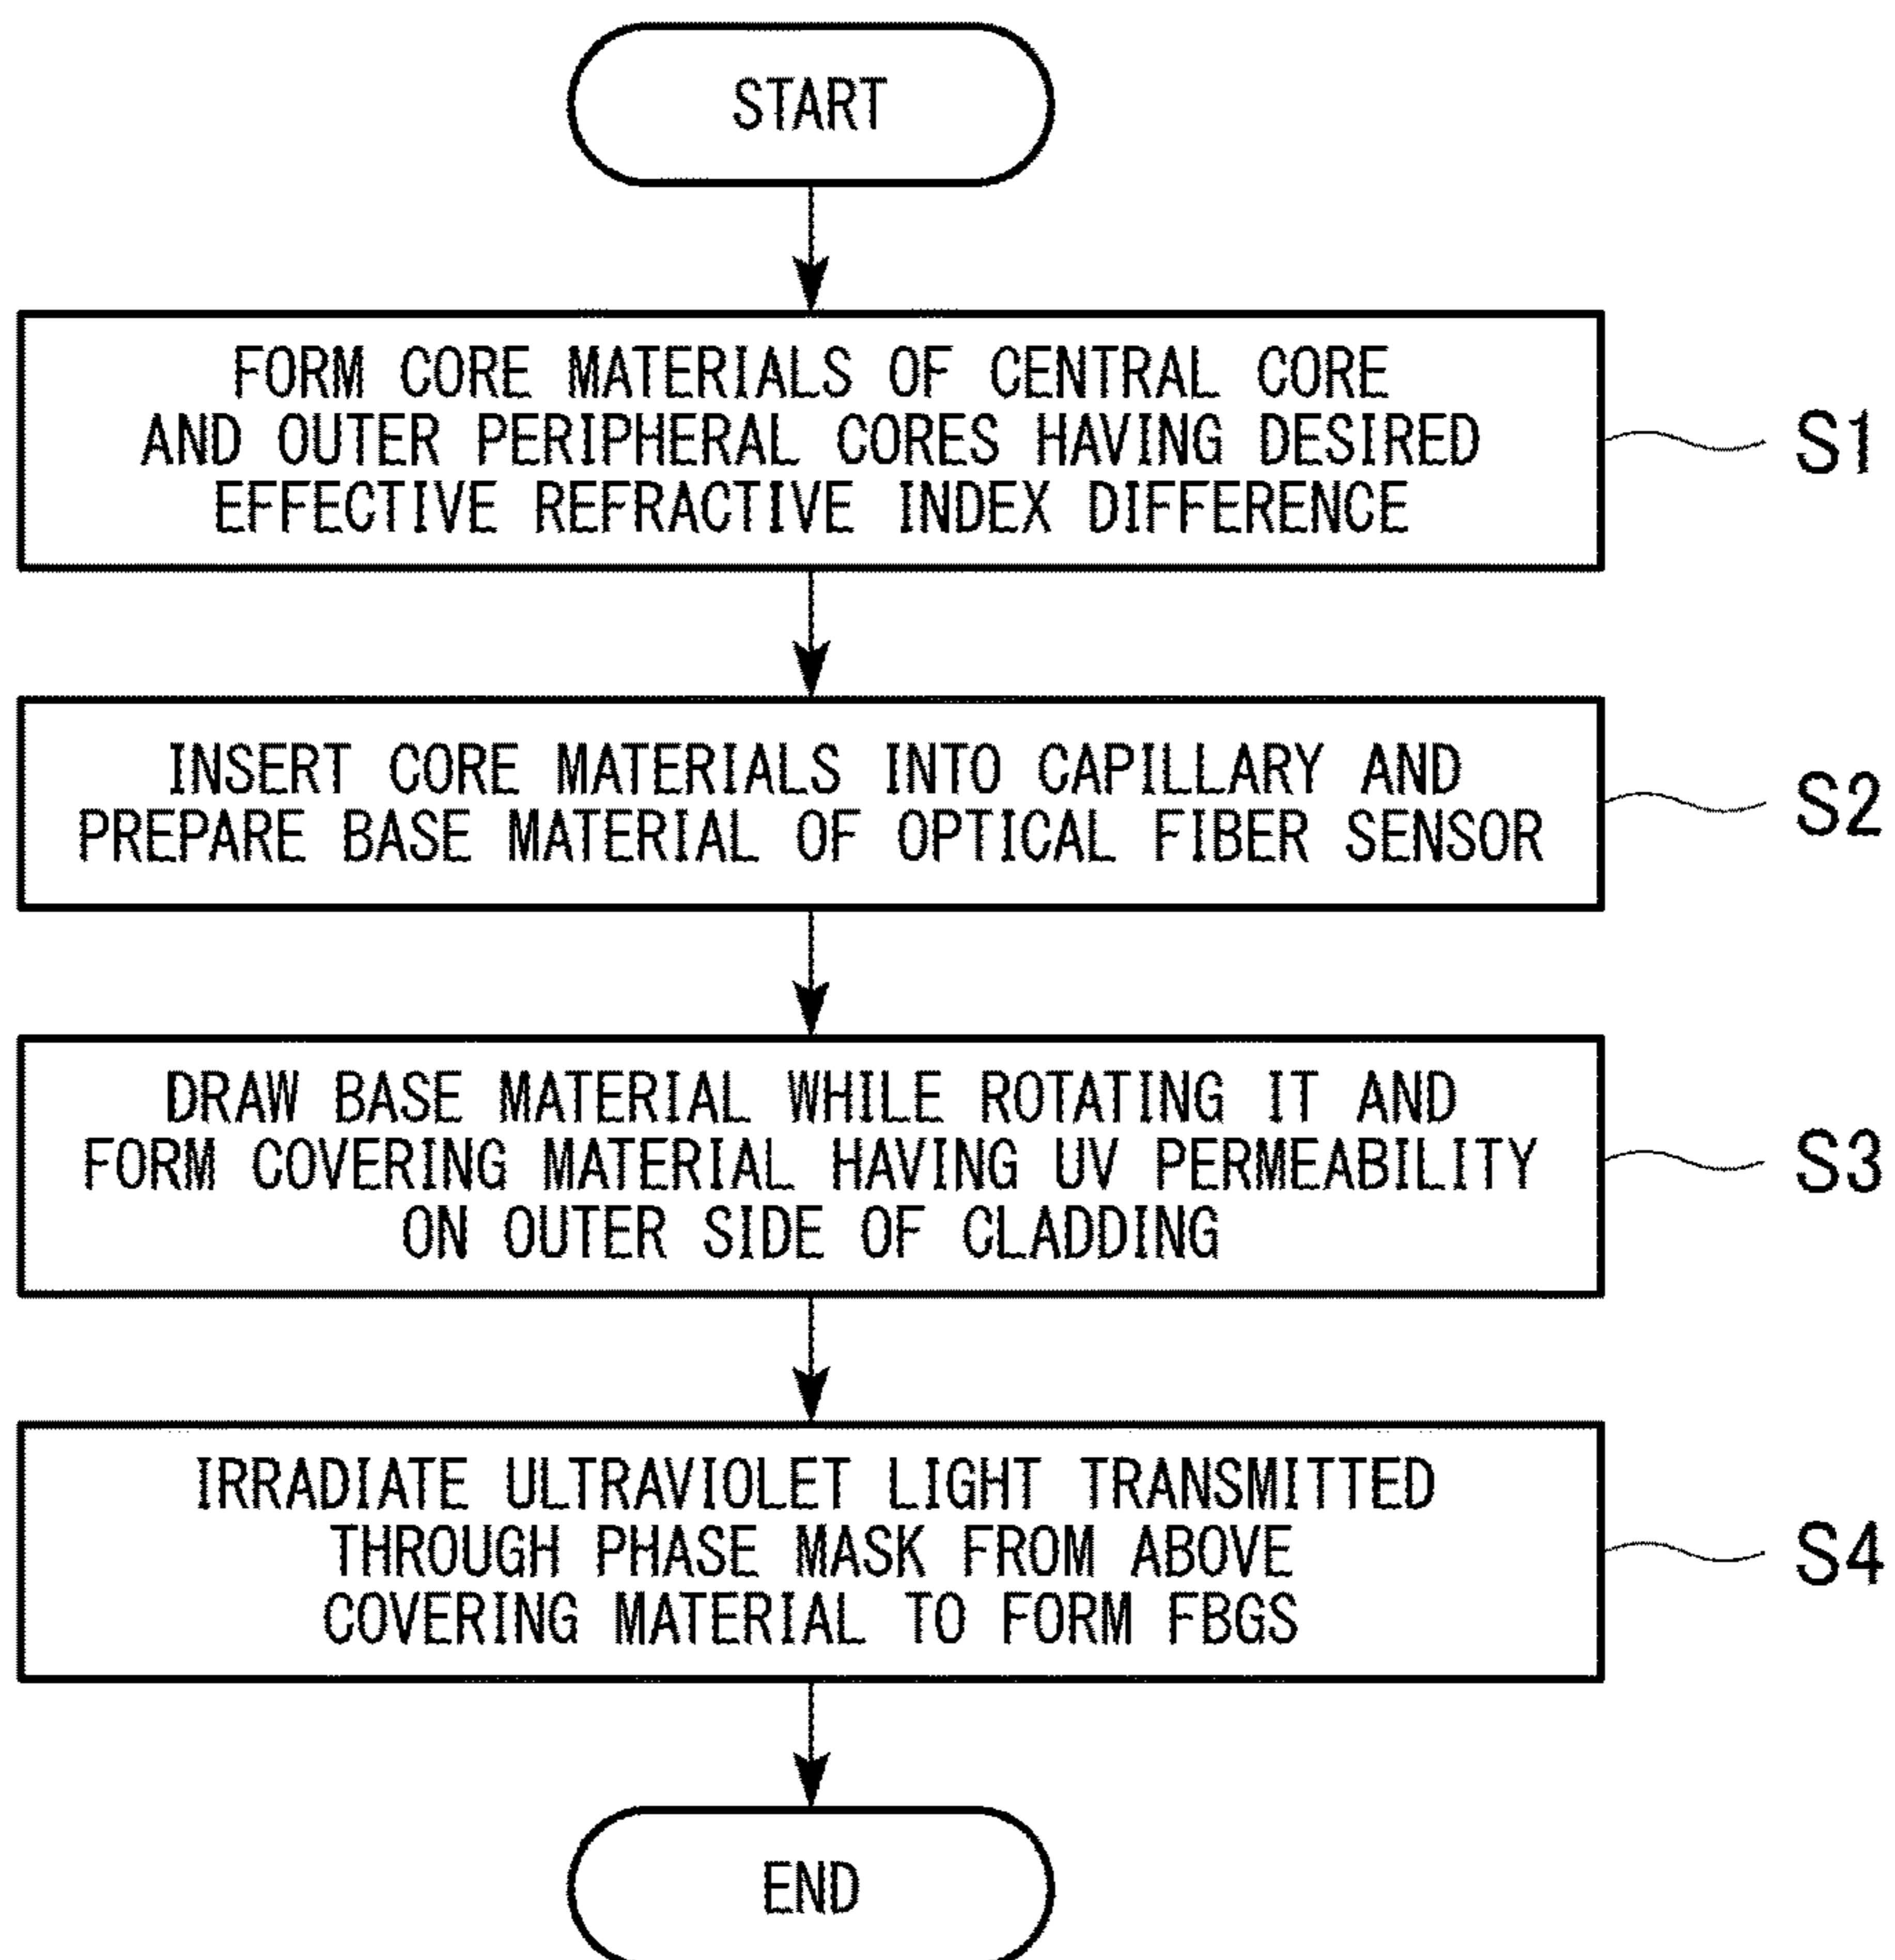 START
FORM CORE MATERIALS OF CENTRAL CORE
AND OUTER PERIPHERAL CORES HAVING DESIRED
EFFECTIVE REFRACTIVE INDEX DIFFERENCE
S1
INSERT CORE MATERIALS INTO CAPILLARY AND
PREPARE BASE MATERIAL OF OPTICAL FIBER SENSOR
S2
DRAW BASE MATERIAL WHILE ROTATING IT AND
FORM COVERING MATERIAL HAVING UV PERMEABILITY
ON OUTER SIDE OF CLADDING
S3
IRRADIATE ULTRAVIOLET LIGHT TRANSMITTED
THROUGH PHASE MASK FROM ABOVE
COVERING MATERIAL TO FORM FBGS
S4
END